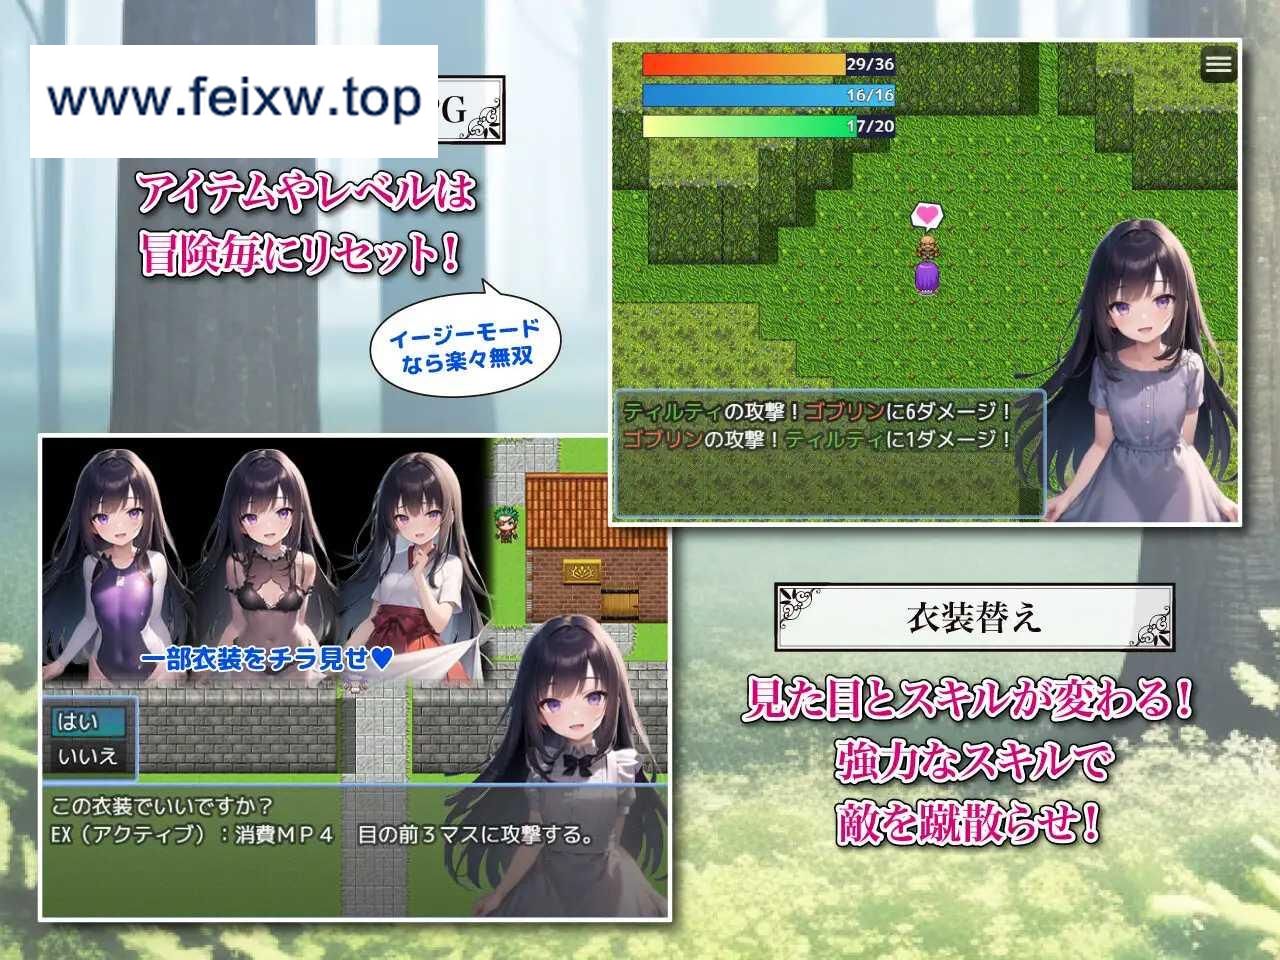 www.feixw.top
G
アイテムやレベルは
冒険毎にリセット!
イージーモード
なら楽々無双
29/36
16/16
17/20
ティルティの攻撃!ゴブリンに6ダメージ!
ゴブリンの攻撃!ティルティに1ダメージ!
一部衣装をチラ見せ♥
はい
いいえ
この衣装でいいですか?
EX(アクティブ):消費MP4 目の前3マスに攻撃する。
衣装替え
見た目とスキルが変わる!
強力なスキルで
敵を蹴散らせ!